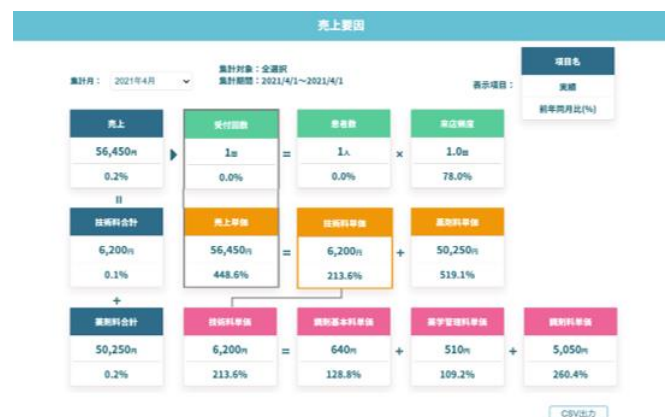 売上要因
項目名
実績
前年同月比(%)
集計月： 2021年4月
集計対象：全選択
集計期間：2021/4/1～2021/4/1
表示項目：
売上
受付回数
患者数
来店頻度
56,450円
1回
=
1人
×
1.0回
0.2%
0.0%
0.0%
78.0%
=
技術料合計
売上単価
技術料単価
薬剤料単価
6,200円
56,450円
=
6,200円
+
50,250円
0.1%
448.6%
213.6%
519.1%
+
薬剤料合計
技術料単価
調剤基本料単価
薬学管理料単価
調剤料単価
50,250円
6,200円
=
640円
+
510円
+
5,050円
0.2%
213.6%
128.8%
109.2%
260.4%
CSV出力